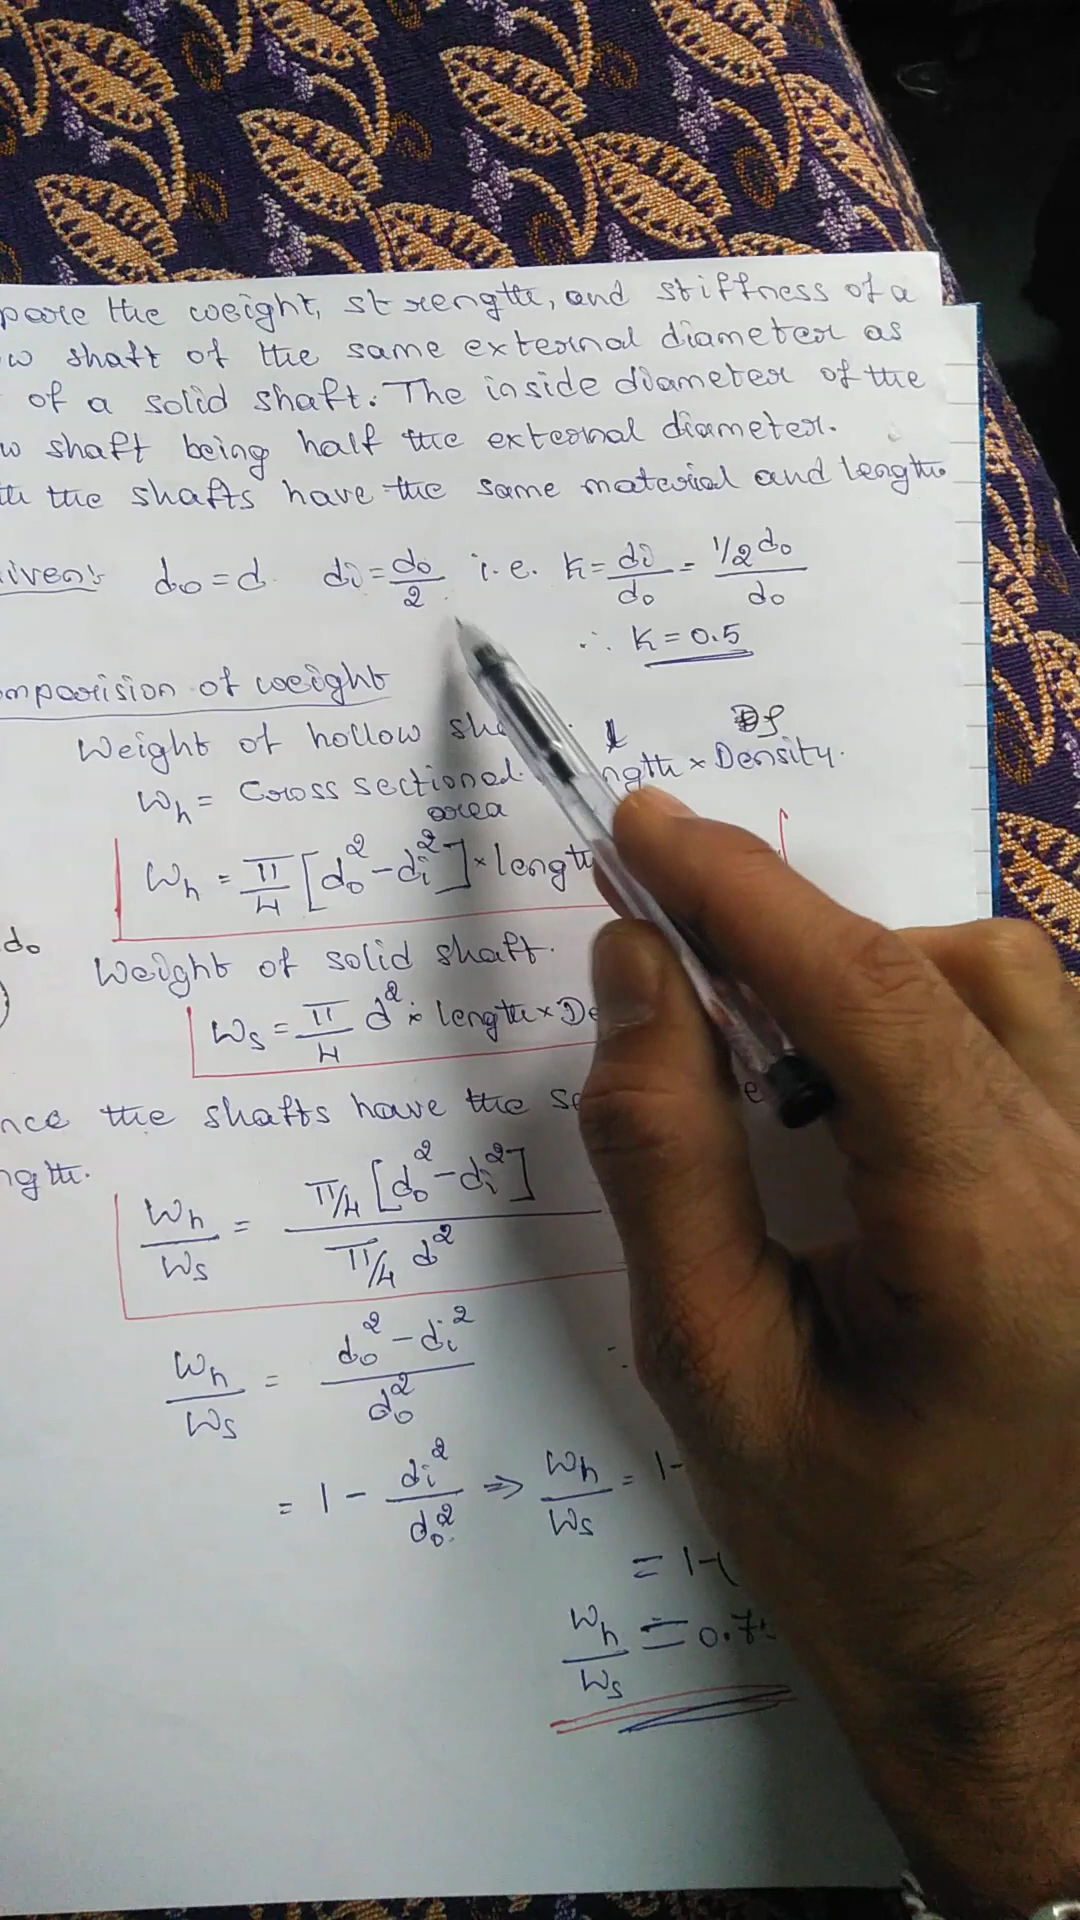 pare the weight, strength, and stiffness of a
w shaft of the same external diameter as
of a solid shaft. The inside diameter of the
w shaft being half the external diameter.
the shafts have the same material and length
iven:- do = d di = do/2 i.e. k = di/do = 1/2 do/do
∴ K = 0.5
mparision of weight
Weight of hollow sha
Wh = Cross sectional area ngth × Density.
Wh = π/4 [do² - di²] × length
do
Weight of solid shaft.
Ws = π/4 d² × length × De
nce the shafts have the s e
ngth.
Wh/Ws = π/4 [do² - di²] / π/4 d²
Wh/Ws = do² - di² / do²
= 1 - di²/do² ⇒ Wh/Ws = 1-
= 1-(
Wh/Ws = 0.7